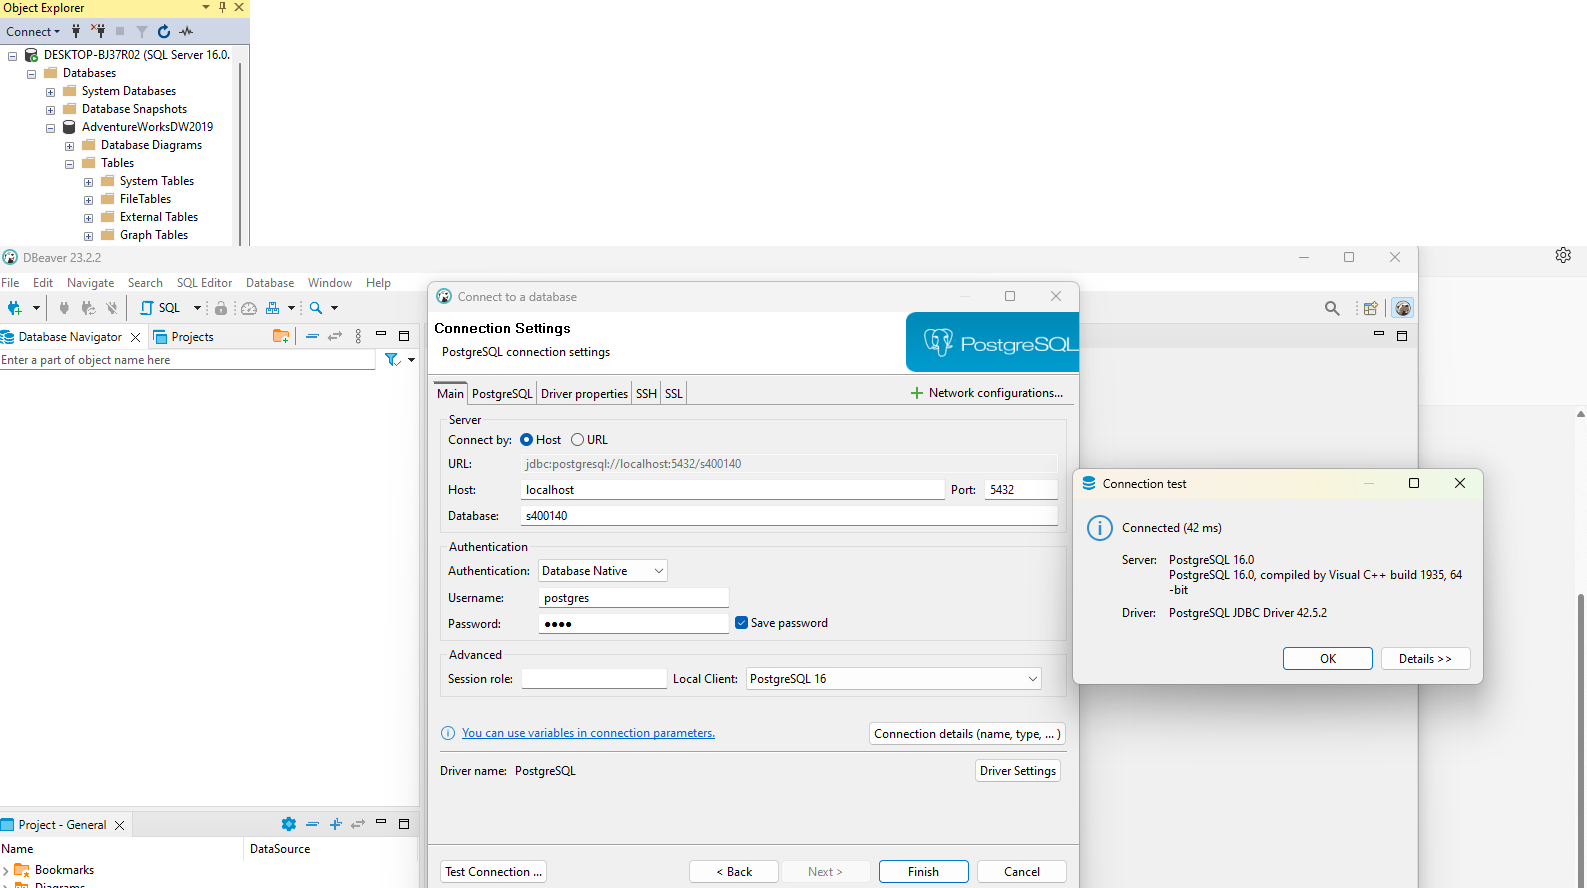 Object Explorer
Connect
DESKTOP-BJ37R02 (SQL Server 16.0.
Databases
System Databases
Database Snapshots
AdventureWorksDW2019
Database Diagrams
Tables
System Tables
FileTables
External Tables
Graph Tables
DBeaver 23.2.2
File Edit Navigate Search SQL Editor Database Window Help
SQL
Database Navigator
Projects
Enter a part of object name here
Connect to a database
Connection Settings
PostgreSQL connection settings
PostgreSQL
Main PostgreSQL Driver properties SSH SSL
Network configurations...
Server
Connect by: Host URL
URL: jdbc:postgresql://localhost:5432/s400140
Host: localhost Port: 5432
Database: s400140
Authentication
Authentication: Database Native
Username: postgres
Password: ●●●● Save password
Advanced
Session role: Local Client: PostgreSQL 16
You can use variables in connection parameters.
Connection details (name, type, ... )
Driver name: PostgreSQL
Driver Settings
Test Connection ... < Back Next > Finish Cancel
Connection test
Connected (42 ms)
Server: PostgreSQL 16.0
PostgreSQL 16.0, compiled by Visual C++ build 1935, 64
-bit
Driver: PostgreSQL JDBC Driver 42.5.2
OK Details >>
Project - General
Name DataSource
Bookmarks
Diagrams